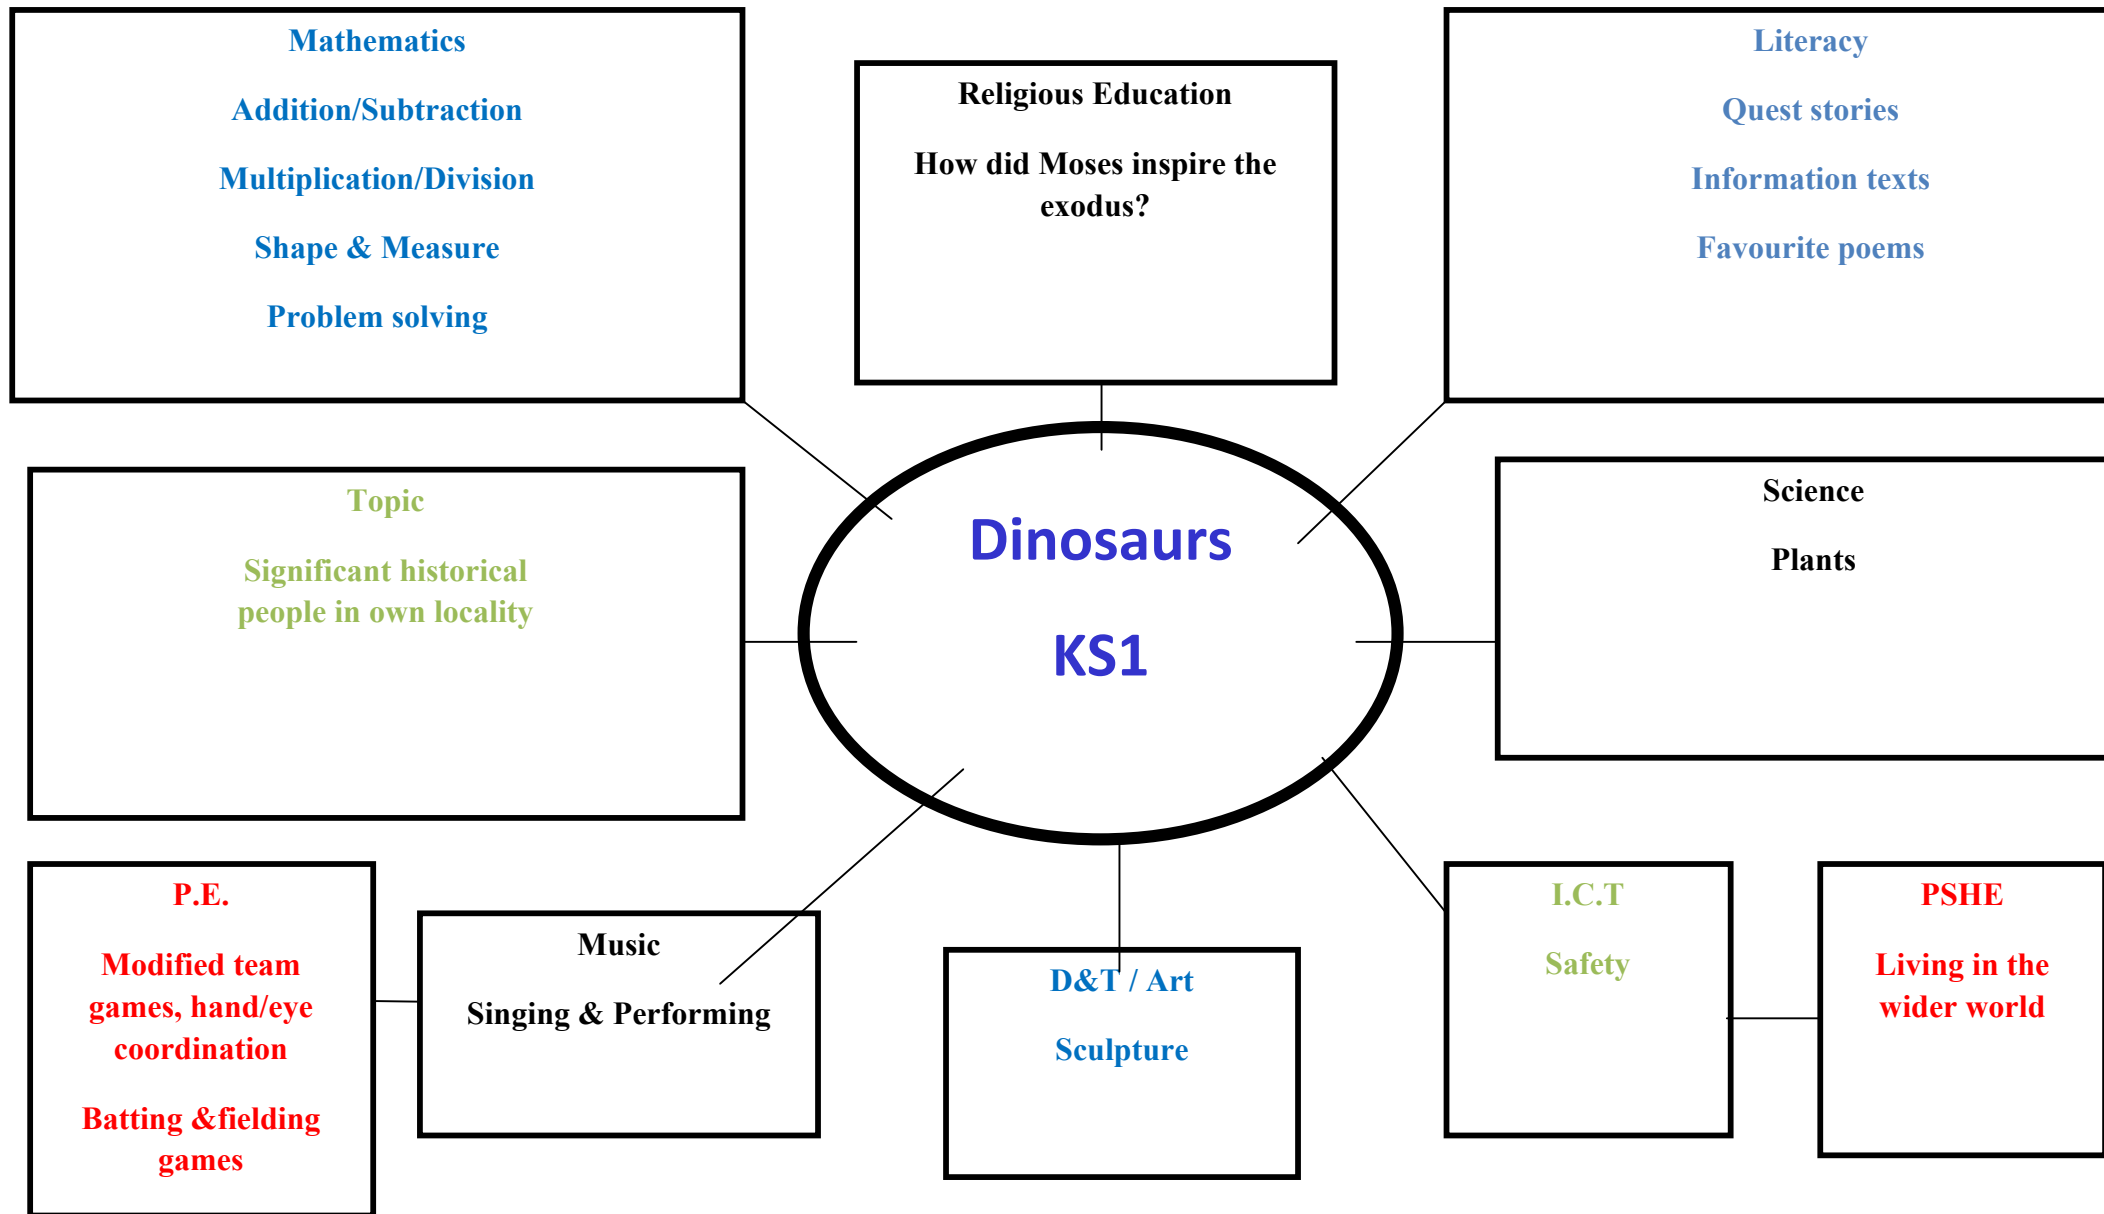 Mathematics
Addition/Subtraction
Multiplication/Division
Shape & Measure
Problem solving
Religious Education
How did Moses inspire the
exodus?
Literacy
Quest stories
Information texts
Favourite poems
Topic
Significant historical
people in own locality
Dinosaurs
KS1
Science
Plants
P.E.
Modified team
games, hand/eye
coordination
Batting &fielding
games
Music
Singing & Performing
D&T / Art
Sculpture
I.C.T
Safety
PSHE
Living in the
wider world